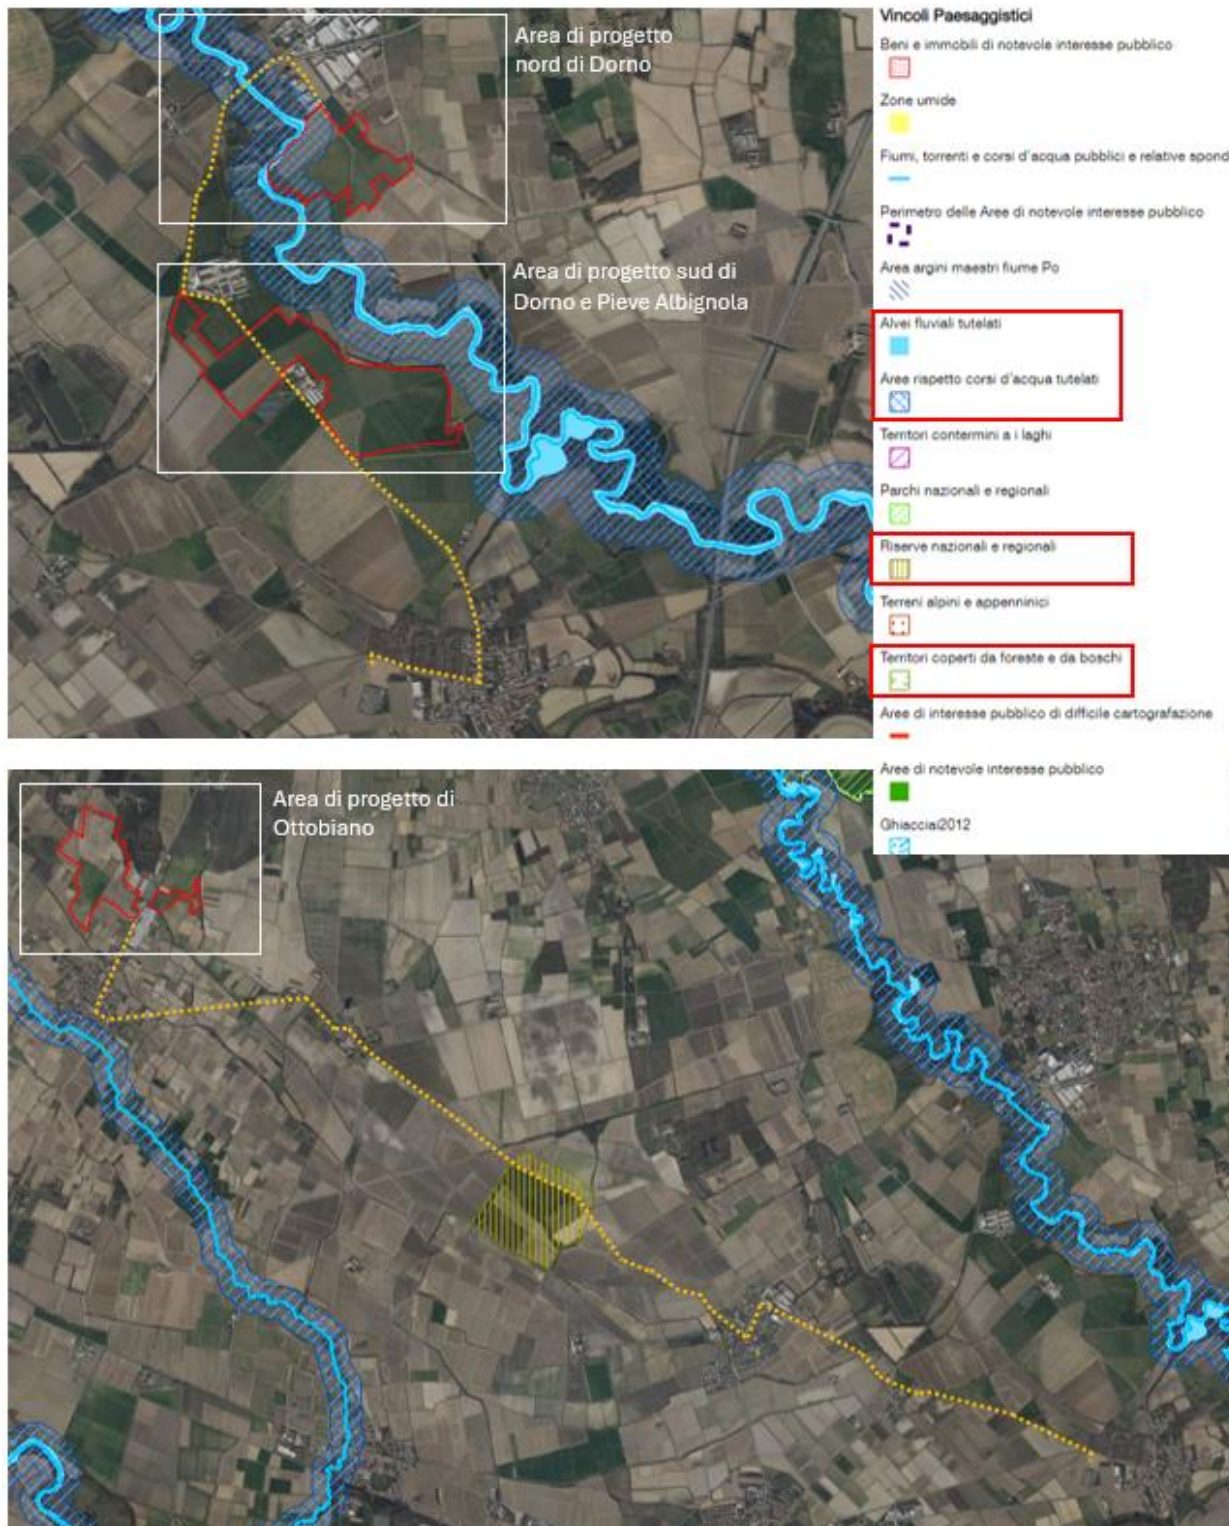 Area di progetto
nord di Dorno
Area di progetto sud di
Dorno e Pieve Albignola
Vincoli Paesaggistici
Beni e immobili di notevole interesse pubblico
Zone umide
Fiumi, torrenti e corsi d'acqua pubblici e relative spond
Perimetro delle Aree di notevole interesse pubblico
Area argini maestri fiume Po
Alvei fluviali tutelati
Aree rispetto corsi d'acqua tutelati
Territori contermini a i laghi
Parchi nazionali e regionali
Riserve nazionali e regionali
Terreni alpini e appenninici
Territori coperti da foreste e da boschi
Aree di interesse pubblico di difficile cartografazione
Aree di notevole interesse pubblico
Ghiacciai2012
Area di progetto di
Ottobiano